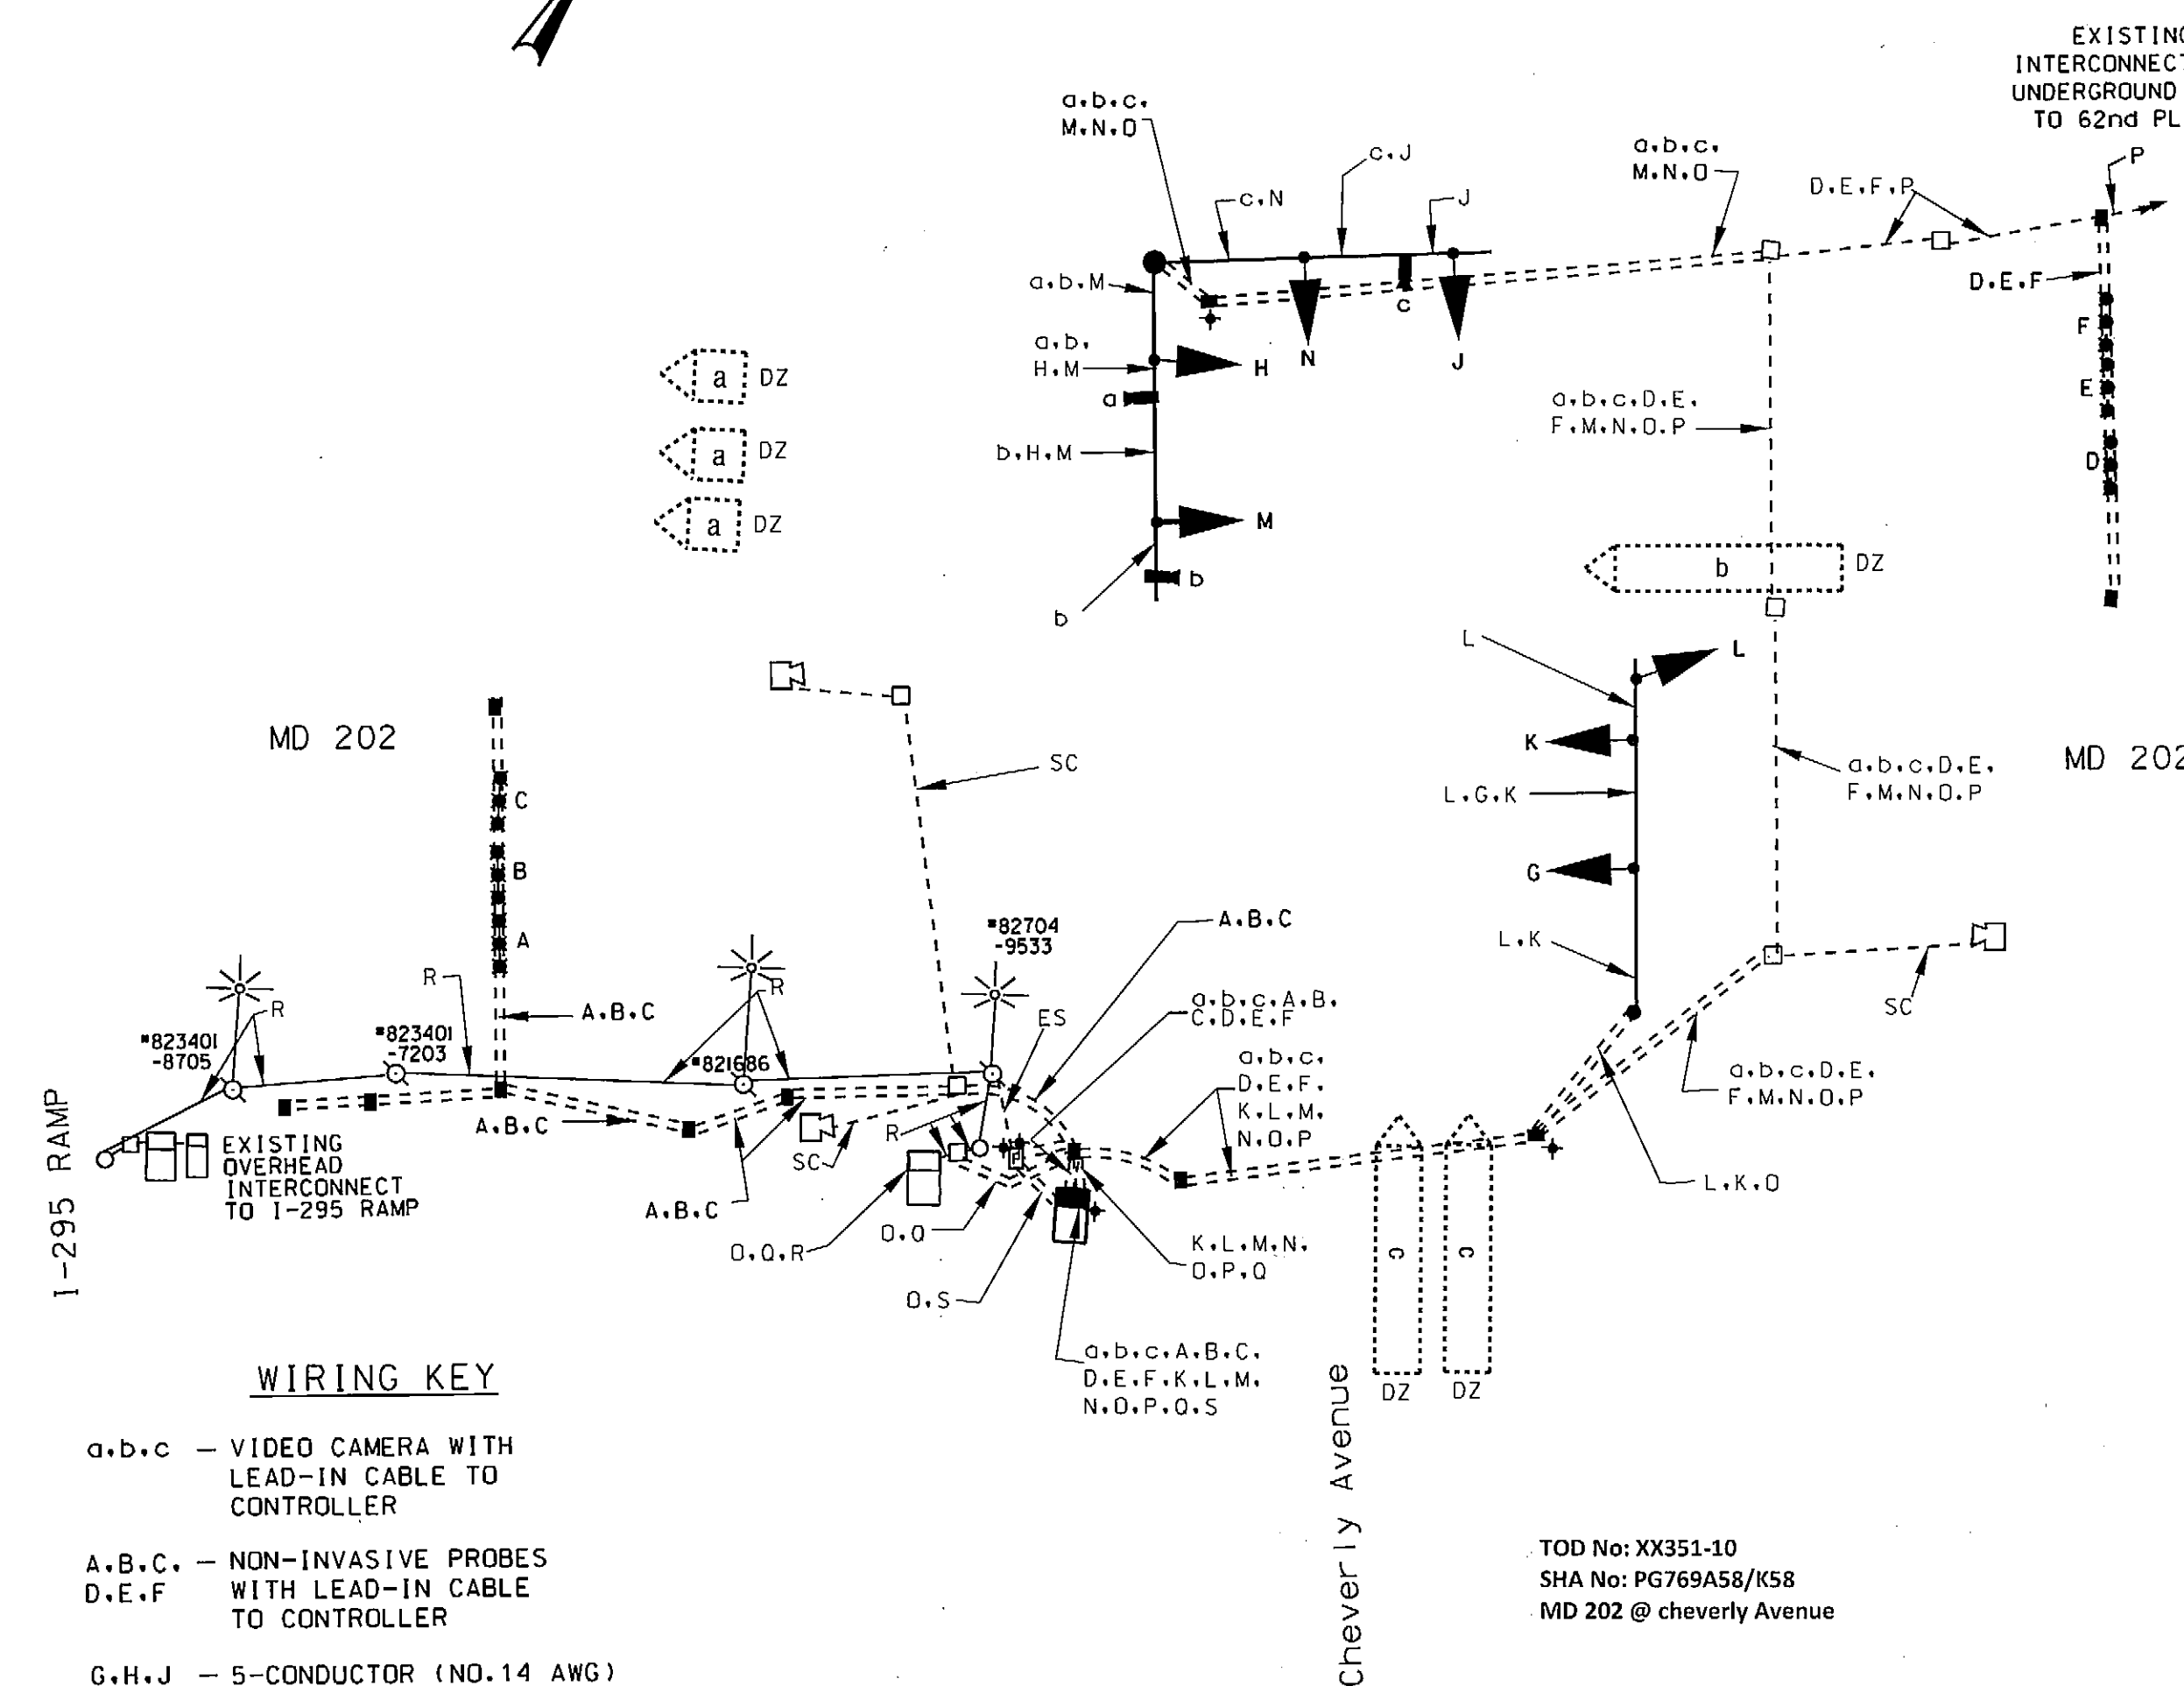 EXISTING
INTERCONNECT
UNDERGROUND
TO 62nd PL
P
a,b,c,
M,N,O
c,J
a,b,c,
M,N,O
D,E,F,P
c,N
J
D,E,F
a,b,M
c
F
a,b,
H,M
H
N
J
a DZ
a
a,b,c,D,E,
F,M,N,O,P
E
b,H,M
a DZ
D
M
a DZ
b DZ
b
b
L
L
MD 202
K
SC
a,b,c,D,E,
F,M,N,O,P
MD 202
C
L,G,K
B
G
A
#82704
-9533
A,B,C
L,K
R
R
R
A,B,C
a,b,c,A,B,
C,D,E,F
SC
ES
#823401
-8705
#823401
-7203
#821686
a,b,c,
D,E,F,
K,L,M,
N,O,P
a,b,c,D,E,
F,M,N,O,P
A,B,C
R
SC
I-295 RAMP
EXISTING
OVERHEAD
INTERCONNECT
TO I-295 RAMP
A,B,C
L,K,O
O,Q,R
O,Q
K,L,M,N,
O,P,Q
c
c
O,S
a,b,c,A,B,C,
D,E,F,K,L,M,
N,O,P,Q,S
DZ
DZ
WIRING KEY
Cheverly Avenue
a,b,c — VIDEO CAMERA WITH
LEAD-IN CABLE TO
CONTROLLER
A,B,C, — NON-INVASIVE PROBES
D,E,F WITH LEAD-IN CABLE
TO CONTROLLER
G,H,J — 5-CONDUCTOR (NO.14 AWG)
TOD No: XX351-10
SHA No: PG769A58/K58
MD 202 @ cheverly Avenue